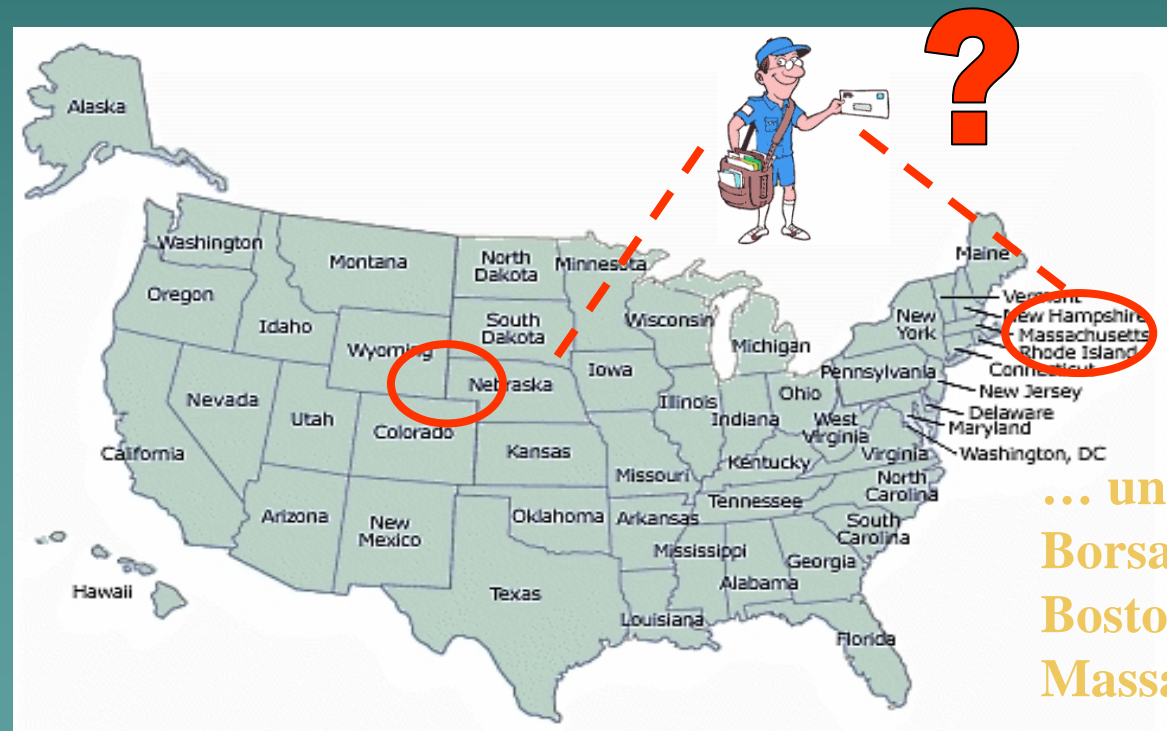 ?
Alaska
Washington
Oregon
California
Nevada
Idaho
Montana
Wyoming
Utah
Colorado
Arizona
New
Mexico
North
Dakota
South
Dakota
Nebraska
Kansas
Oklahoma
Texas
Minnesota
Iowa
Missouri
Arkansas
Louisiana
Wisconsin
Illinois
Michigan
Indiana
Ohio
Kentucky
Tennessee
Mississippi
Alabama
Georgia
Florida
South
Carolina
North
Carolina
Virginia
West
Virginia
Pennsylvania
New
York
Maine
Vermont
New Hampshire
Massachusetts
Rhode Island
Connecticut
New Jersey
Delaware
Maryland
Washington, DC
Hawaii
... un
Borsa
Bosto
Massa